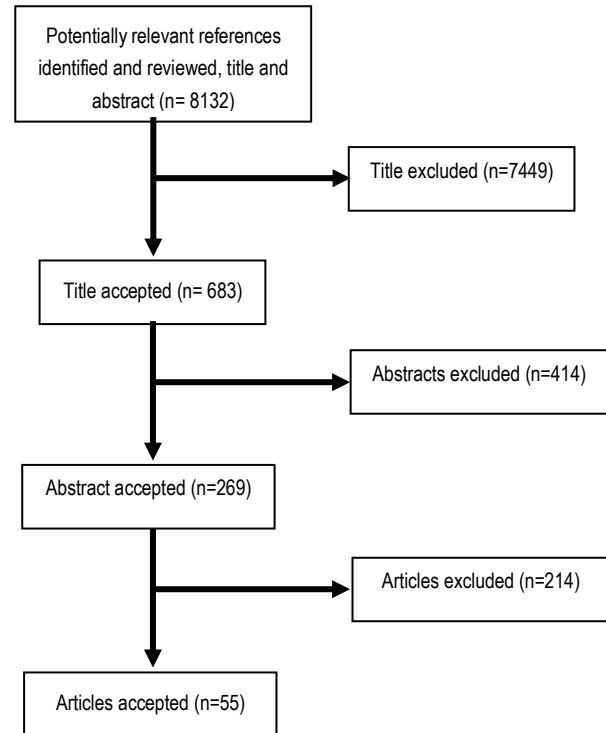 Potentially relevant references
identified and reviewed, title and
abstract (n= 8132)
Title excluded (n=7449)
Title accepted (n= 683)
Abstracts excluded (n=414)
Abstract accepted (n=269)
Articles excluded (n=214)
Articles accepted (n=55)